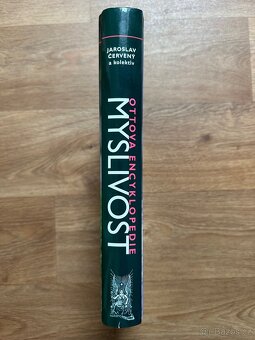 JAROSLAV
ČERVENÝ
a kolektiv
OTTOVA ENCYKLOPEDIE
MYSLIVOST